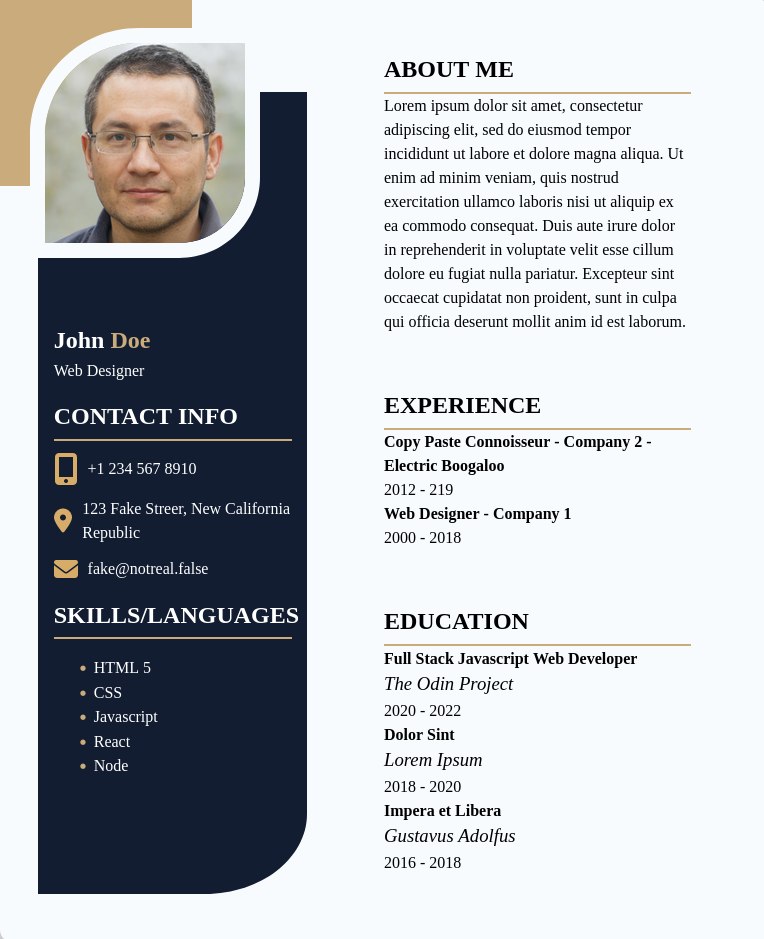 John Doe
Web Designer
CONTACT INFO
+1 234 567 8910
123 Fake Streer, New California
Republic
fake@notreal.false
SKILLS/LANGUAGES
HTML 5
CSS
Javascript
React
Node
ABOUT ME
Lorem ipsum dolor sit amet, consectetur
adipiscing elit, sed do eiusmod tempor
incididunt ut labore et dolore magna aliqua. Ut
enim ad minim veniam, quis nostrud
exercitation ullamco laboris nisi ut aliquip ex
ea commodo consequat. Duis aute irure dolor
in reprehenderit in voluptate velit esse cillum
dolore eu fugiat nulla pariatur. Excepteur sint
occaecat cupidatat non proident, sunt in culpa
qui officia deserunt mollit anim id est laborum.
EXPERIENCE
Copy Paste Connoisseur - Company 2 -
Electric Boogaloo
2012 - 219
Web Designer - Company 1
2000 - 2018
EDUCATION
Full Stack Javascript Web Developer
The Odin Project
2020 - 2022
Dolor Sint
Lorem Ipsum
2018 - 2020
Impera et Libera
Gustavus Adolfus
2016 - 2018